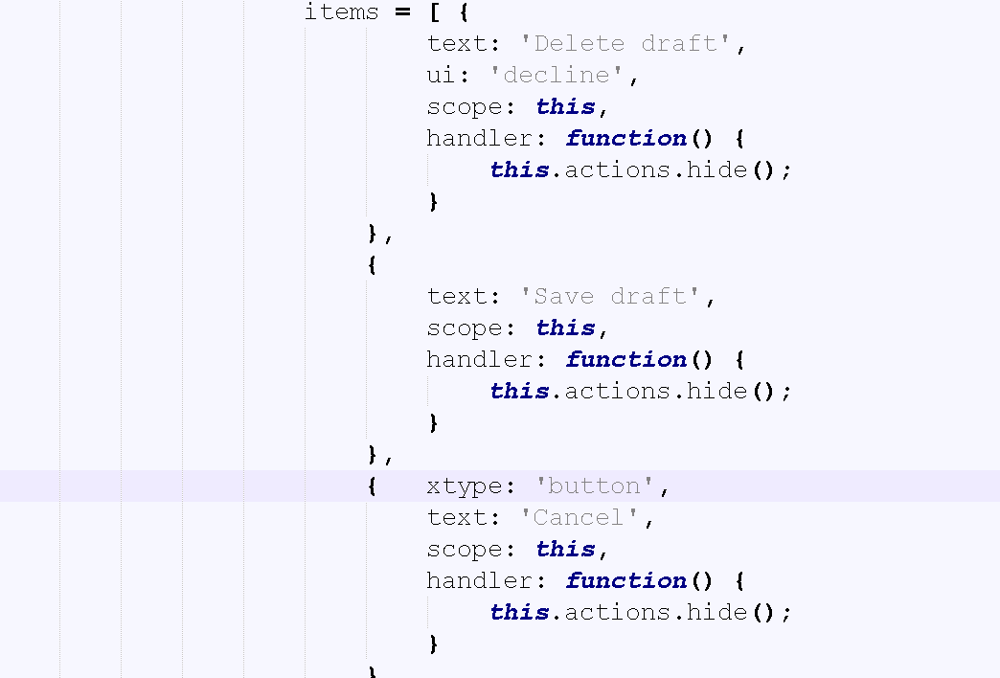 items = [ {
text: 'Delete draft',
ui: 'decline',
scope: this,
handler: function() {
this.actions.hide();
}
},
{
text: 'Save draft',
scope: this,
handler: function() {
this.actions.hide();
}
},
{ xtype: 'button',
text: 'Cancel',
scope: this,
handler: function() {
this.actions.hide();
}
}